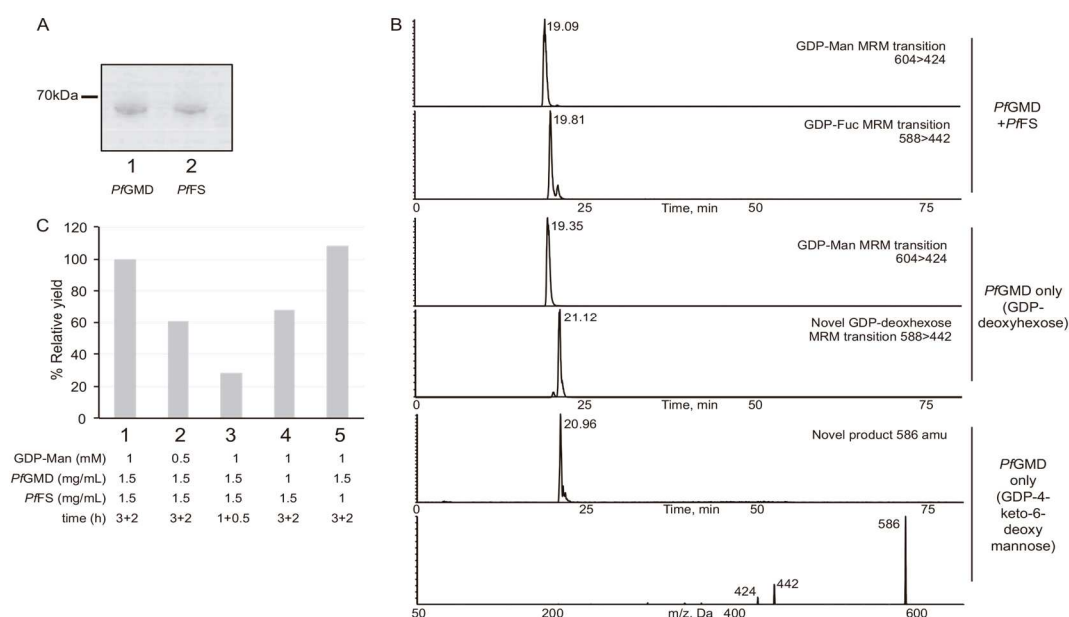 A
70kDa
1 2
PfGMD PfFS
B
19.09
GDP-Man MRM transition
604>424
19.81
GDP-Fuc MRM transition
588>442
0 25 Time, min 50 75
PfGMD
+PfFS
19.35
GDP-Man MRM transition
604>424
21.12
Novel GDP-deoxhexose
MRM transition 588>442
0 25 Time, min 50 75
PfGMD only
(GDP-
deoxyhexose)
20.96
Novel product 586 amu
0 25 Time, min 50 75
586
442
424
50 200 m/z, Da 400 600
PfGMD
only
(GDP-4-
keto-6-
deoxy
mannose)
C
% Relative yield
120
100
80
60
40
20
0
1 2 3 4 5
GDP-Man (mM) 1 0.5 1 1 1
PfGMD (mg/mL) 1.5 1.5 1.5 1 1.5
PfFS (mg/mL) 1.5 1.5 1.5 1.5 1
time (h) 3+2 3+2 1+0.5 3+2 3+2